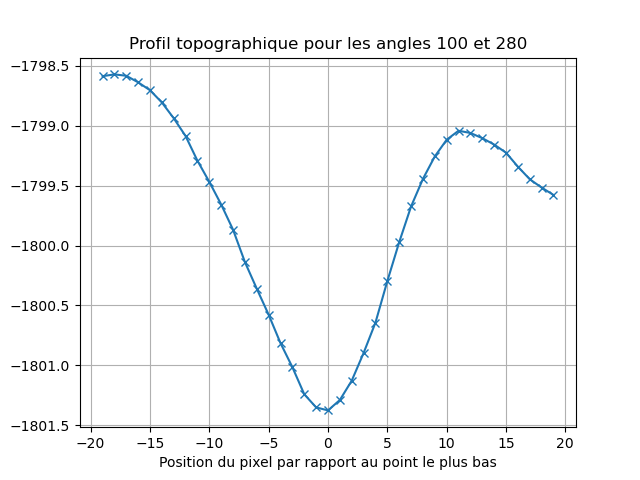 Profil topographique pour les angles 100 et 280
−1798.5
−1799.0
−1799.5
−1800.0
−1800.5
−1801.0
−1801.5
−20 −15 −10 −5 0 5 10 15 20
Position du pixel par rapport au point le plus bas